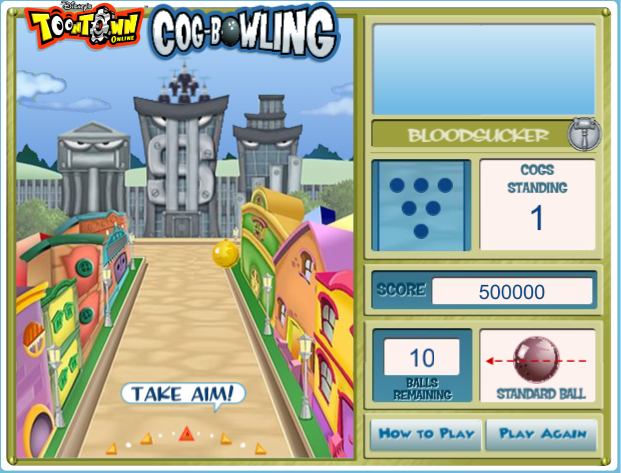 Disney's
TOONTOWN
ONLINE
COG-BOWLING
BLOODSUCKER
COGS
STANDING
1
SCORE 500000
10
BALLS
REMAINING
STANDARD BALL
TAKE AIM!
HOW TO PLAY
PLAY AGAIN